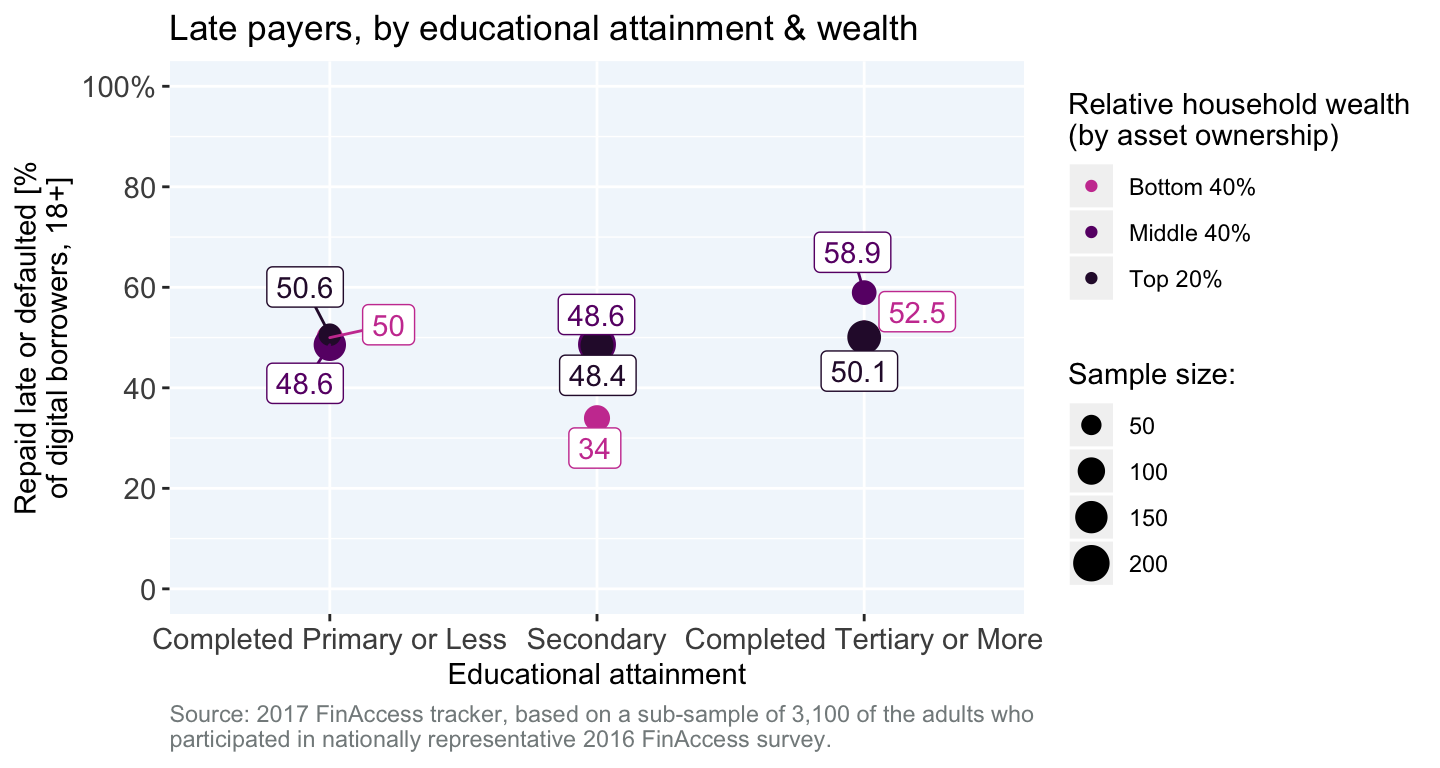 Late payers, by educational attainment & wealth
Repaid late or defaulted [%
of digital borrowers, 18+]
100%
80
60
40
20
0
50.6
50
48.6
48.6
48.4
34
58.9
52.5
50.1
Completed Primary or Less
Secondary
Completed Tertiary or More
Educational attainment
Relative household wealth
(by asset ownership)
Bottom 40%
Middle 40%
Top 20%
Sample size:
50
100
150
200
Source: 2017 FinAccess tracker, based on a sub-sample of 3,100 of the adults who
participated in nationally representative 2016 FinAccess survey.